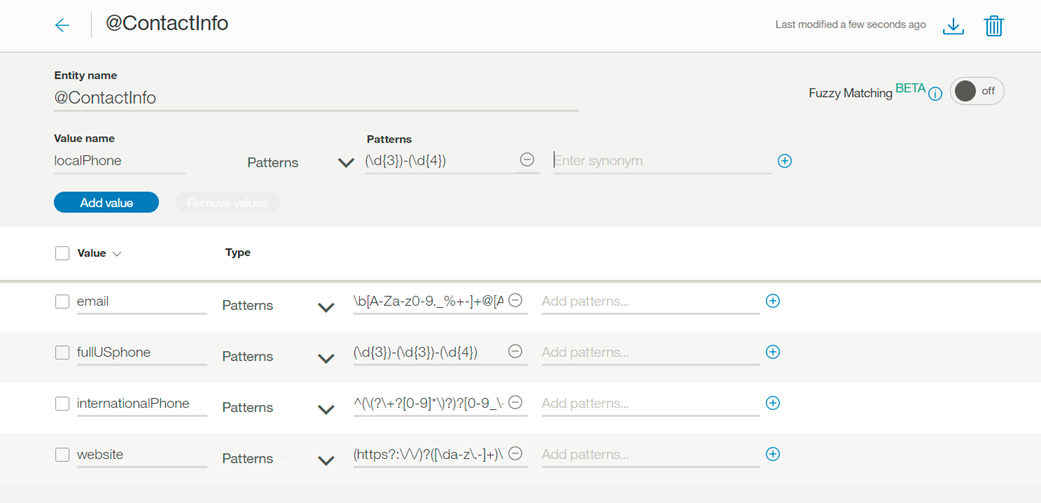 @ContactInfo
Last modified a few seconds ago
Entity name
@ContactInfo
Fuzzy Matching BETA i off
Value name Patterns
localPhone Patterns (\d{3})-(\d{4}) Enter synonym
Add value Remove values
Value Type
email Patterns \b[A-Za-z0-9._%+-]+@[A Add patterns...
fullUSphone Patterns (\d{3})-(\d{3})-(\d{4}) Add patterns...
internationalPhone Patterns ^(\(?\+?[0-9]*\)?)?[0-9_\- Add patterns...
website Patterns (https?:\/\/)?([\da-z\.-]+)\ Add patterns...